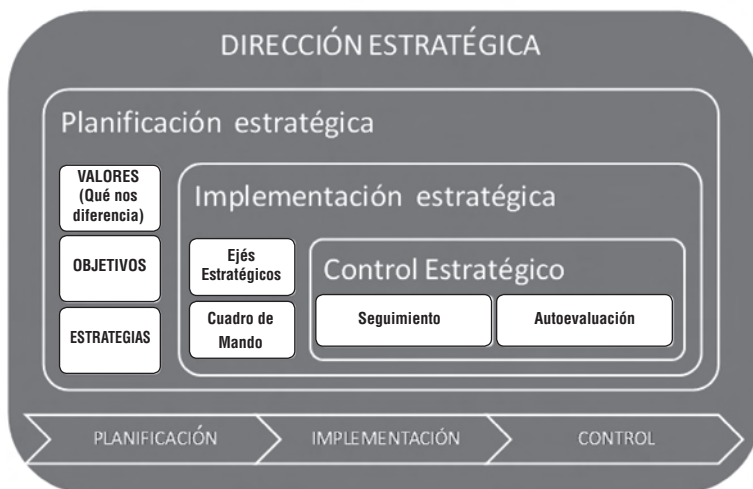 DIRECCIÓN ESTRATÉGICA
Planificación estratégica
VALORES
(Qué nos
diferencia)
OBJETIVOS
ESTRATEGIAS
Implementación estratégica
Ejés
Estratégicos
Cuadro de
Mando
Control Estratégico
Seguimiento
Autoevaluación
PLANIFICACIÓN
IMPLEMENTACIÓN
CONTROL